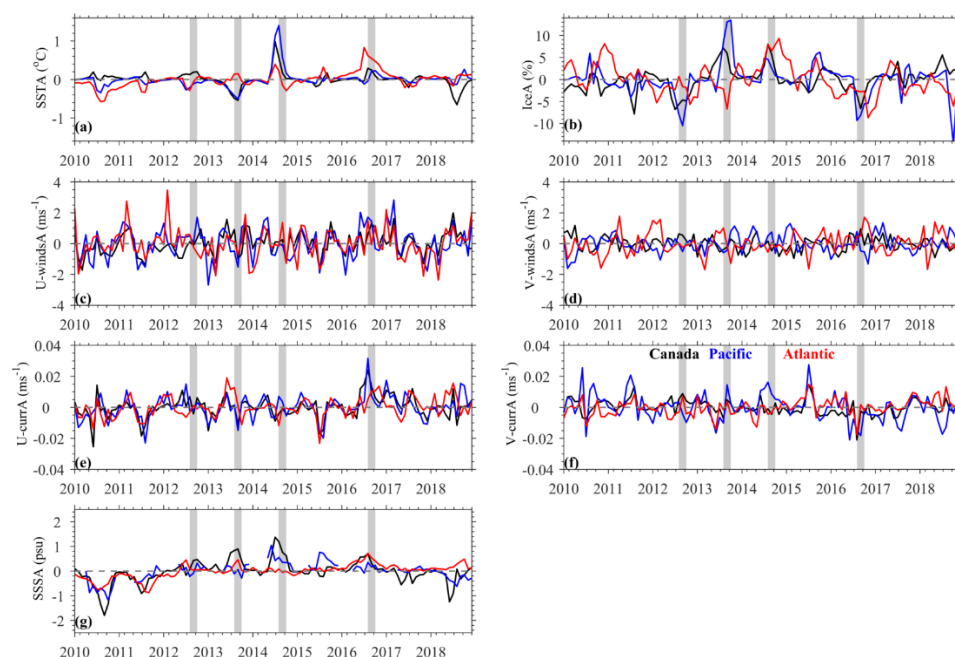 SSTA (⁰C)
1
0
-1
(a)
2010 2011 2012 2013 2014 2015 2016 2017 2018
IceA (%)
10
5
0
-5
-10
(b)
2010 2011 2012 2013 2014 2015 2016 2017 2018
U-windsA (ms⁻¹)
4
2
0
-2
-4
(c)
2010 2011 2012 2013 2014 2015 2016 2017 2018
V-windsA (ms⁻¹)
4
2
0
-2
-4
(d)
2010 2011 2012 2013 2014 2015 2016 2017 2018
U-currA (ms⁻¹)
0.04
0.02
0
-0.02
-0.04
(e)
2010 2011 2012 2013 2014 2015 2016 2017 2018
V-currA (ms⁻¹)
0.04
0.02
0
-0.02
-0.04
Canada Pacific Atlantic
(f)
2010 2011 2012 2013 2014 2015 2016 2017 2018
SSSA (psu)
2
1
0
-1
-2
(g)
2010 2011 2012 2013 2014 2015 2016 2017 2018